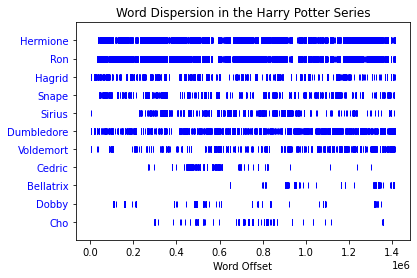 Word Dispersion in the Harry Potter Series
Hermione
Ron
Hagrid
Snape
Sirius
Dumbledore
Voldemort
Cedric
Bellatrix
Dobby
Cho
0.0 0.2 0.4 0.6 0.8 1.0 1.2 1.4
1e6
Word Offset